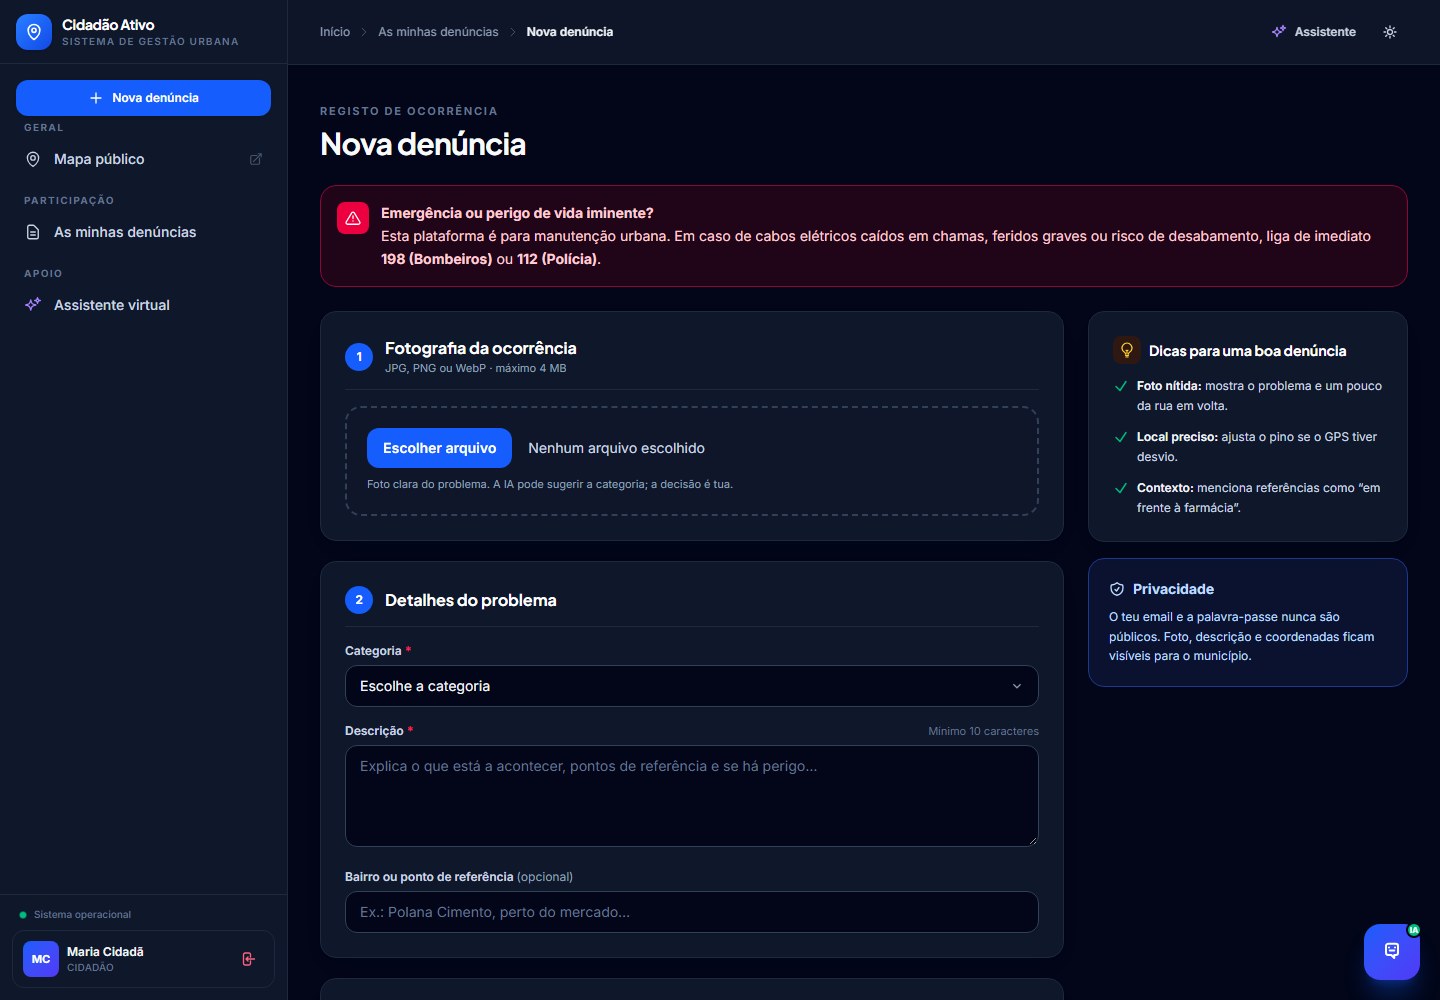 Cidadão Ativo
SISTEMA DE GESTÃO URBANA
Nova denúncia
GERAL
Mapa público
PARTICIPAÇÃO
As minhas denúncias
APOIO
Assistente virtual
Sistema operacional
MC
Maria Cidadã
CIDADÃO
Início
As minhas denúncias
Nova denúncia
Assistente
REGISTO DE OCORRÊNCIA
Nova denúncia
Emergência ou perigo de vida iminente?
Esta plataforma é para manutenção urbana. Em caso de cabos elétricos caídos em chamas, feridos graves ou risco de desabamento, liga de imediato
198 (Bombeiros) ou 112 (Polícia).
1
Fotografia da ocorrência
JPG, PNG ou WebP · máximo 4 MB
Escolher arquivo
Nenhum arquivo escolhido
Foto clara do problema. A IA pode sugerir a categoria; a decisão é tua.
2
Detalhes do problema
Categoria *
Escolhe a categoria
Descrição *
Mínimo 10 caracteres
Explica o que está a acontecer, pontos de referência e se há perigo...
Bairro ou ponto de referência (opcional)
Ex.: Polana Cimento, perto do mercado...
Dicas para uma boa denúncia
Foto nítida: mostra o problema e um pouco
da rua em volta.
Local preciso: ajusta o pino se o GPS tiver
desvio.
Contexto: menciona referências como “em
frente à farmácia”.
Privacidade
O teu email e a palavra-passe nunca são
públicos. Foto, descrição e coordenadas ficam
visíveis para o município.
IA